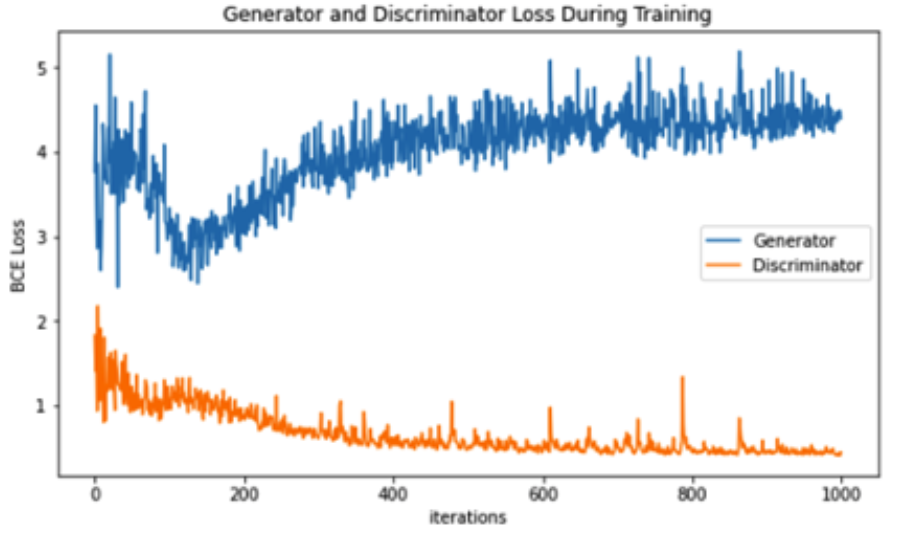 Generator and Discriminator Loss During Training
5
4
3
2
1
BCE Loss
Generator
Discriminator
0
200
400
600
800
1000
iterations